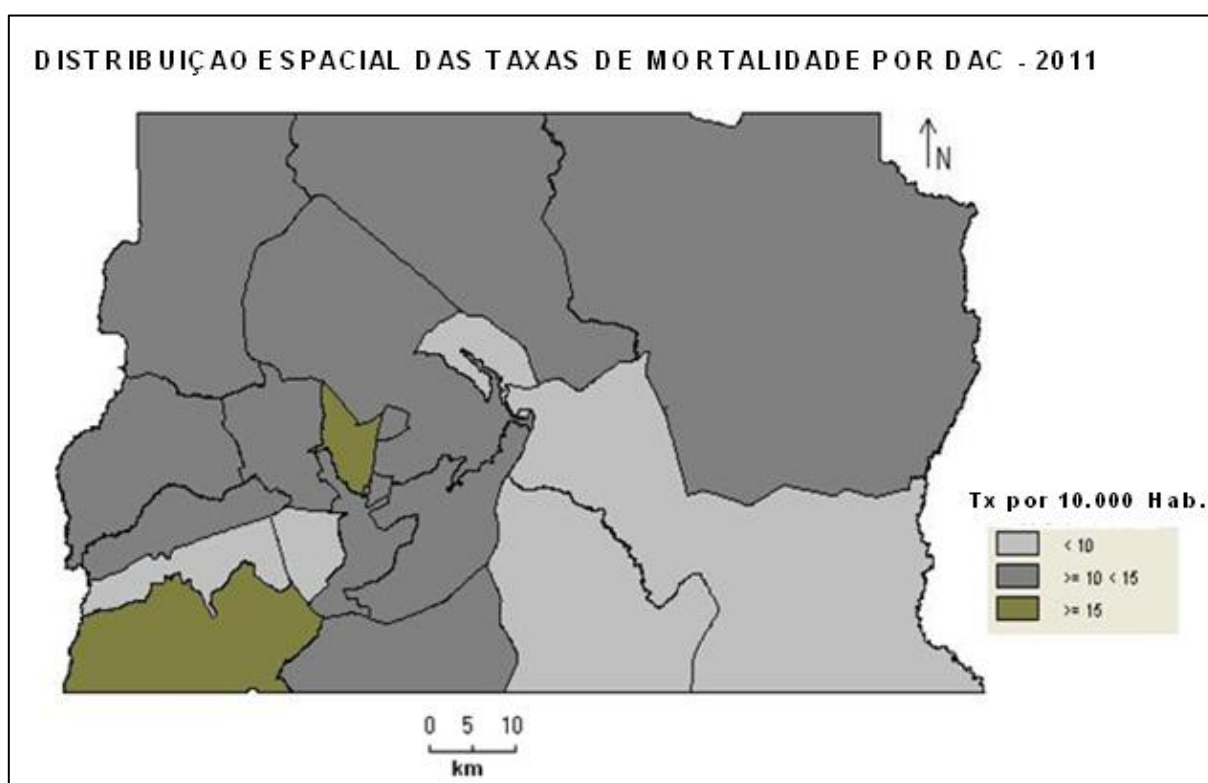 DISTRIBUIÇAO ESPACIAL DAS TAXAS DE MORTALIDADE POR DAC - 2011
N
Tx por 10.000 Hab.
< 10
>= 10 < 15
>= 15
0 5 10
km